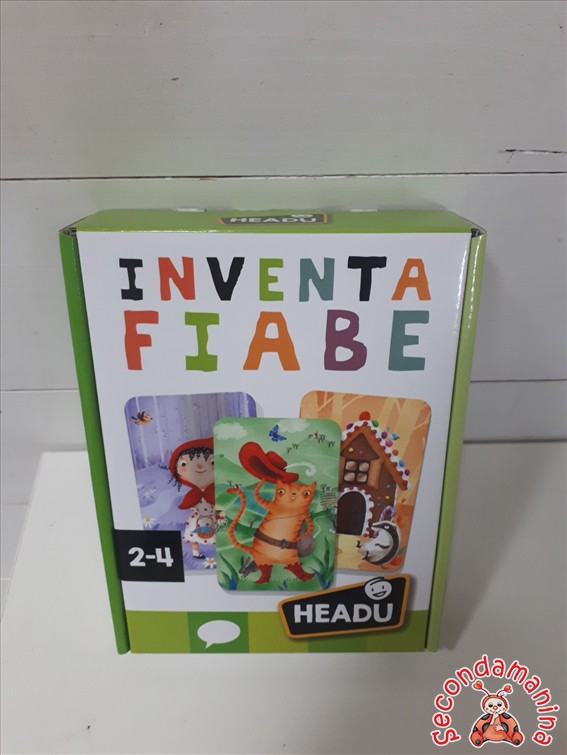 HEADU
INVENTA
FIABE
2-4
HEADU
Secondamanina